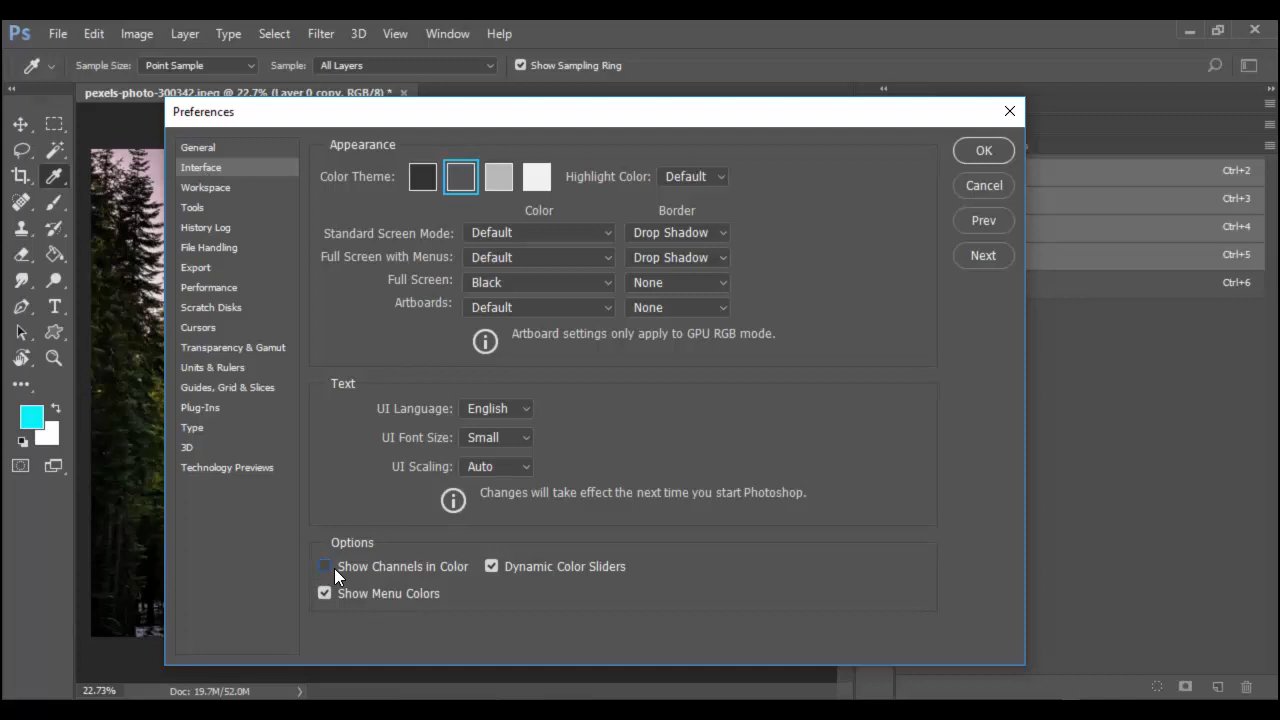 Ps File Edit Image Layer Type Select Filter 3D View Window Help
Sample Size: Point Sample Sample: All Layers Show Sampling Ring
pexels-photo-300342.jpeg @ 22.7% (Layer 0 copy, RGB/8) *
Preferences
General
Interface
Workspace
Tools
History Log
File Handling
Export
Performance
Scratch Disks
Cursors
Transparency & Gamut
Units & Rulers
Guides, Grid & Slices
Plug-Ins
Type
3D
Technology Previews
Appearance
Color Theme: Highlight Color: Default
Color Border
Standard Screen Mode: Default Drop Shadow
Full Screen with Menus: Default Drop Shadow
Full Screen: Black None
Artboards: Default None
Artboard settings only apply to GPU RGB mode.
Text
UI Language: English
UI Font Size: Small
UI Scaling: Auto
Changes will take effect the next time you start Photoshop.
Options
Show Channels in Color Dynamic Color Sliders
Show Menu Colors
OK
Cancel
Prev
Next
Ctrl+2
Ctrl+3
Ctrl+4
Ctrl+5
Ctrl+6
22.73% Doc: 19.7M/52.0M